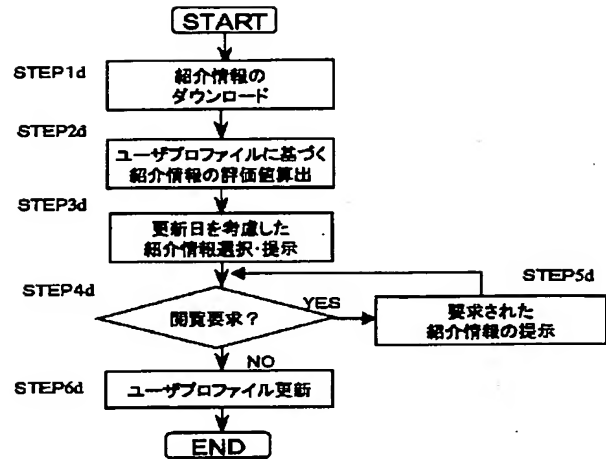 START
STEP1d
紹介情報の
ダウンロード
STEP2d
ユーザプロファイルに基づく
紹介情報の評価値算出
STEP3d
更新日を考慮した
紹介情報選択・提示
STEP4d
閲覧要求?
YES
STEP5d
要求された
紹介情報の提示
NO
STEP6d
ユーザプロファイル更新
END